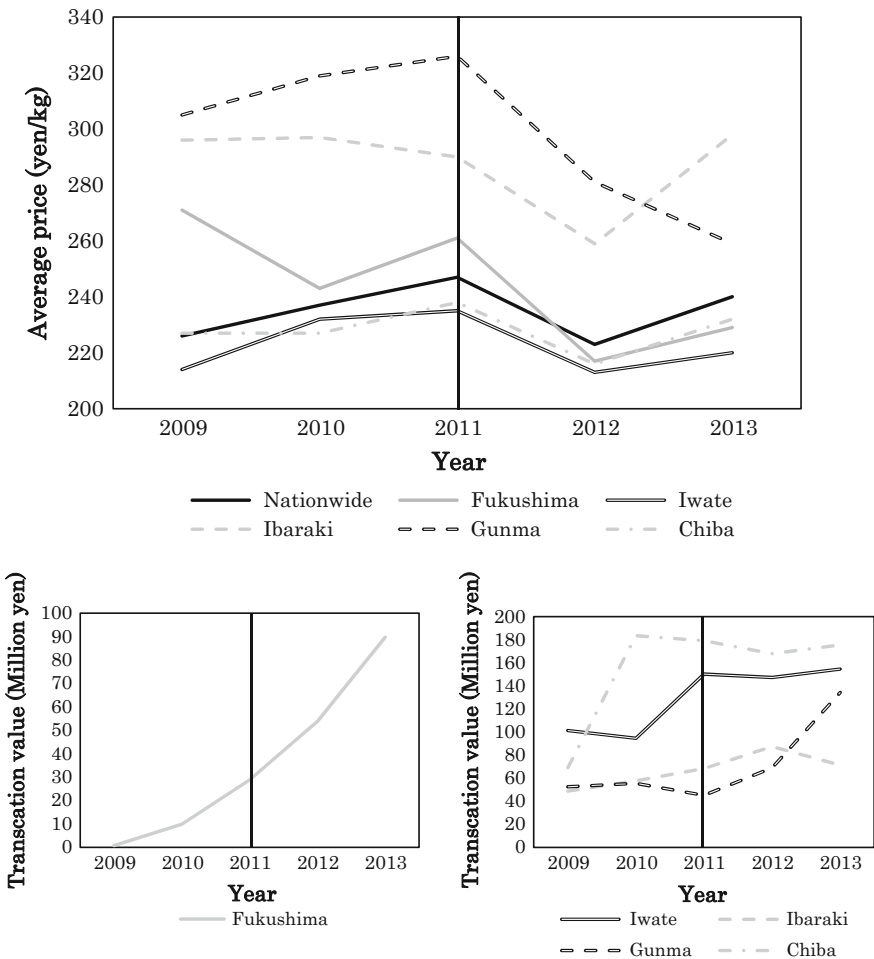 340
320
300
280
260
240
220
200
Average price (yen/kg)
2009 2010 2011 2012 2013
Year
Nationwide Fukushima Iwate
Ibaraki Gunma Chiba
Transcation value (Miilion yen)
100
90
80
70
60
50
40
30
20
10
0
2009 2010 2011 2012 2013
Year
Fukushima
Transcation value (Million yen)
200
180
160
140
120
100
80
60
40
20
0
2009 2010 2011 2012 2013
Year
Iwate Ibaraki
Gunma Chiba